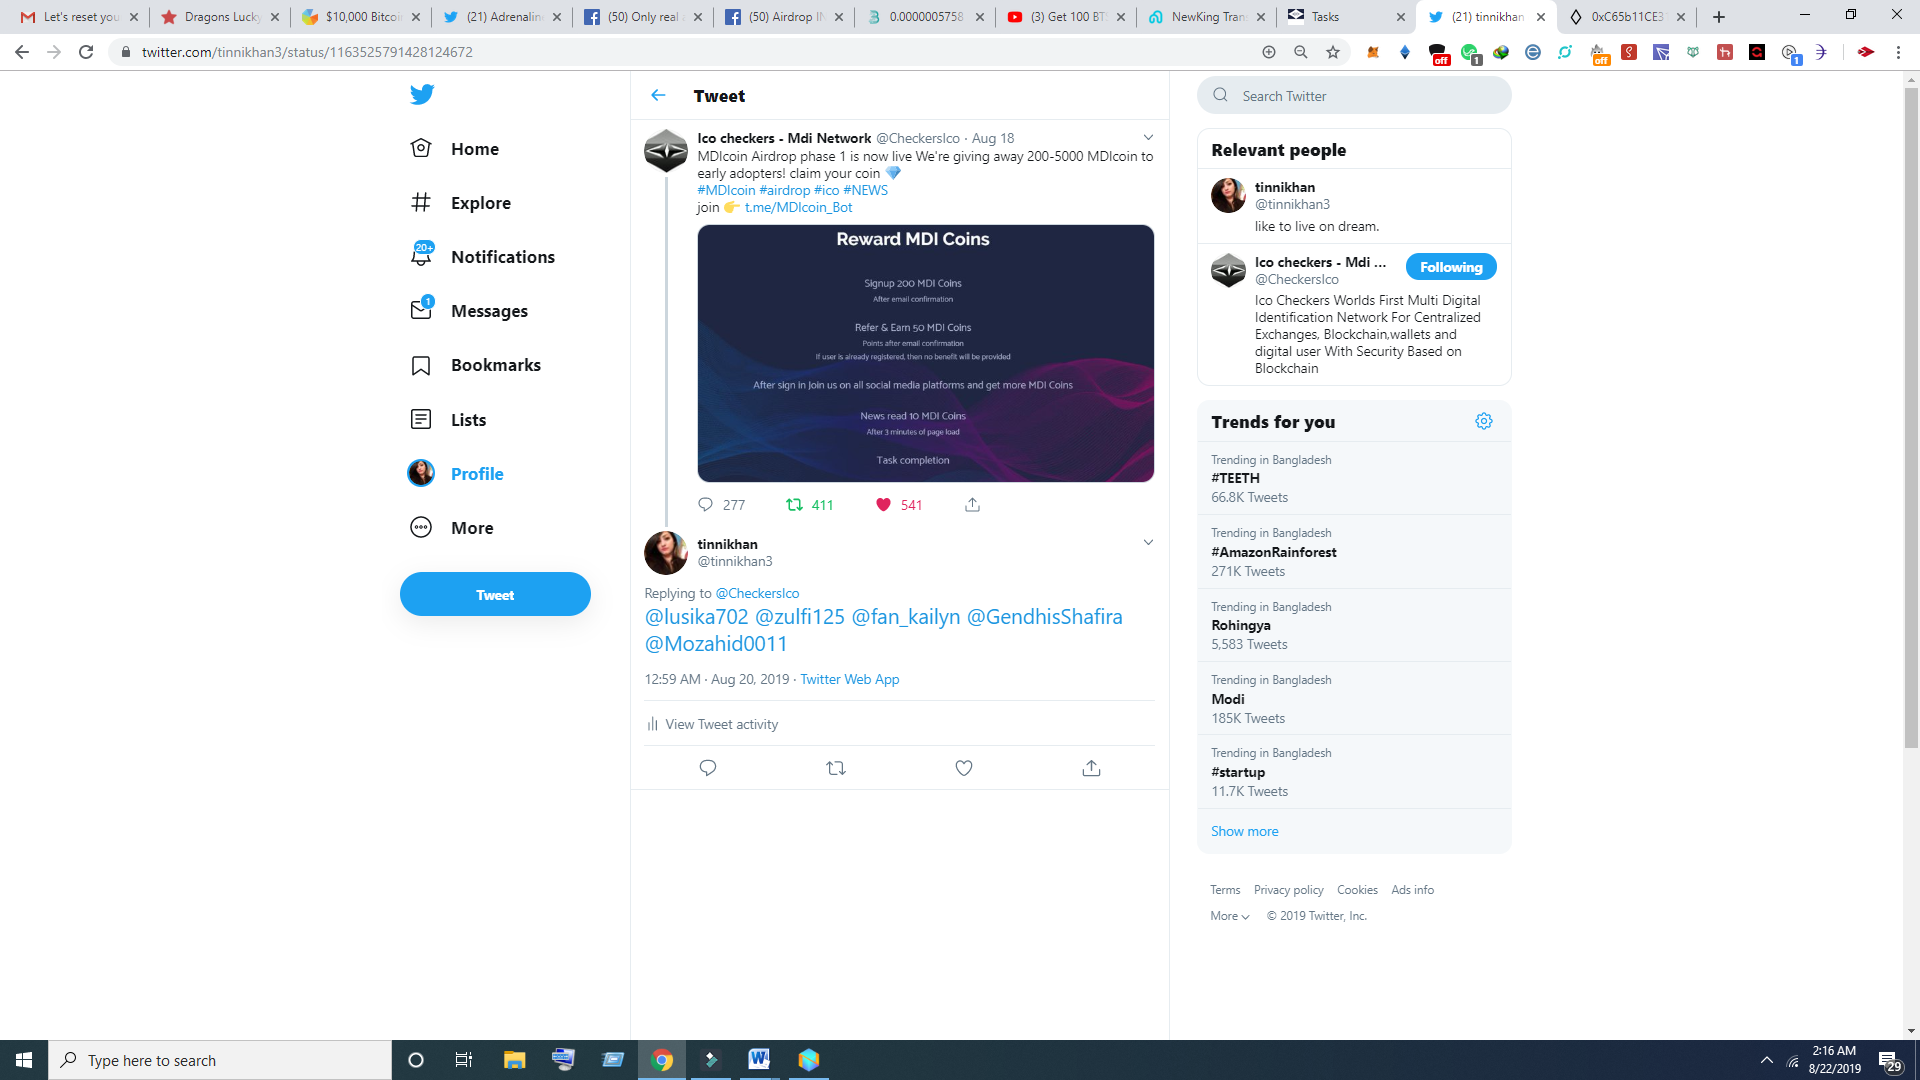 Let's reset you
Dragons Lucky
$10,000 Bitcoi
(21) Adrenalin
(50) Only real a
(50) Airdrop IN
0.0000005758
(3) Get 100 BT
NewKing Tran
Tasks
(21) tinnikhan
0xC65b11CE3
twitter.com/tinnikhan3/status/1163525791428124672
off
1
off
1
Home
Explore
20+
Notifications
1
Messages
Bookmarks
Lists
Profile
More
Tweet
Tweet
Ico checkers - Mdi Network @CheckersIco · Aug 18
MDIcoin Airdrop phase 1 is now live We're giving away 200-5000 MDIcoin to
early adopters! claim your coin 💎
#MDIcoin #airdrop #ico #NEWS
join 👉 t.me/MDIcoin_Bot
Reward MDI Coins
Signup 200 MDI Coins
After email confirmation
Refer & Earn 50 MDI Coins
Points after email confirmation
If user is already registered, then no benefit will be provided
After sign in Join us on all social media platforms and get more MDI Coins
News read 10 MDI Coins
After 3 minutes of page load
Task completion
277 411 541
tinnikhan
@tinnikhan3
Replying to @CheckersIco
@lusika702 @zulfi125 @fan_kailyn @GendhisShafira
@Mozahid0011
12:59 AM · Aug 20, 2019 · Twitter Web App
View Tweet activity
Search Twitter
Relevant people
tinnikhan
@tinnikhan3
like to live on dream.
Ico checkers - Mdi ...
@CheckersIco
Following
Ico Checkers Worlds First Multi Digital
Identification Network For Centralized
Exchanges, Blockchain,wallets and
digital user With Security Based on
Blockchain
Trends for you
Trending in Bangladesh
#TEETH
66.8K Tweets
Trending in Bangladesh
#AmazonRainforest
271K Tweets
Trending in Bangladesh
Rohingya
5,583 Tweets
Trending in Bangladesh
Modi
185K Tweets
Trending in Bangladesh
#startup
11.7K Tweets
Show more
Terms Privacy policy Cookies Ads info
More © 2019 Twitter, Inc.
Type here to search
2:16 AM
8/22/2019
29